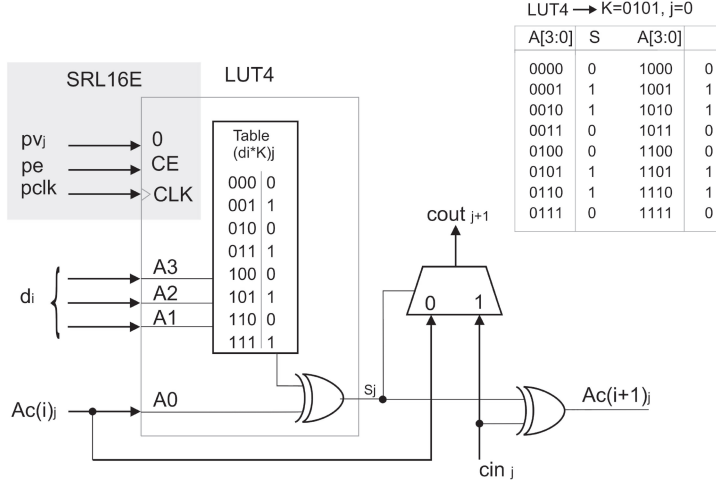 LUT4 → K=0101, j=0
A[3:0] S A[3:0]
0000 0 1000 0
0001 1 1001 1
0010 1 1010 1
0011 0 1011 0
0100 0 1100 0
0101 1 1101 1
0110 1 1110 1
0111 0 1111 0
SRL16E LUT4
pvj 0
pe CE
pclk CLK
Table
(di*K)j
000 0
001 1
010 0
011 1
100 0
101 1
110 0
111 1
di
A3
A2
A1
Ac(i)j A0
Sj
cout j+1
0 1
cin j
Ac(i+1)j